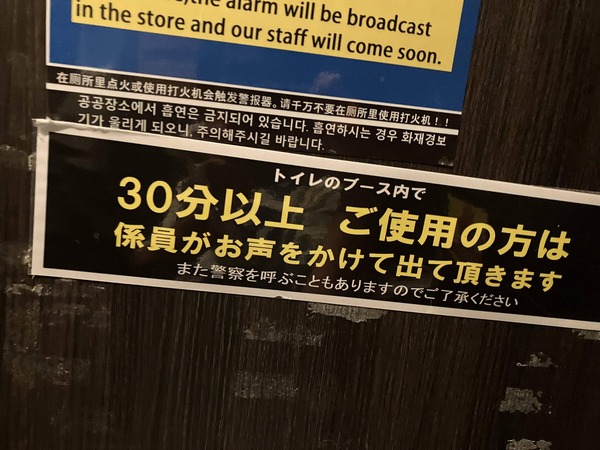 the alarm will be broadcast
in the store and our staff will come soon.
在厕所里点火或使用打火机会触发警报器。请千万不要在厕所里使用打火机！！
공공장소에서 흡연은 금지되어 있습니다. 흡연하시는 경우 화재경보
기가 울리게 되오니, 주의해주시길 바랍니다.
トイレのブース内で
30分以上 ご使用の方は
係員がお声をかけて出て頂きます
また警察を呼ぶこともありますのでご了承ください